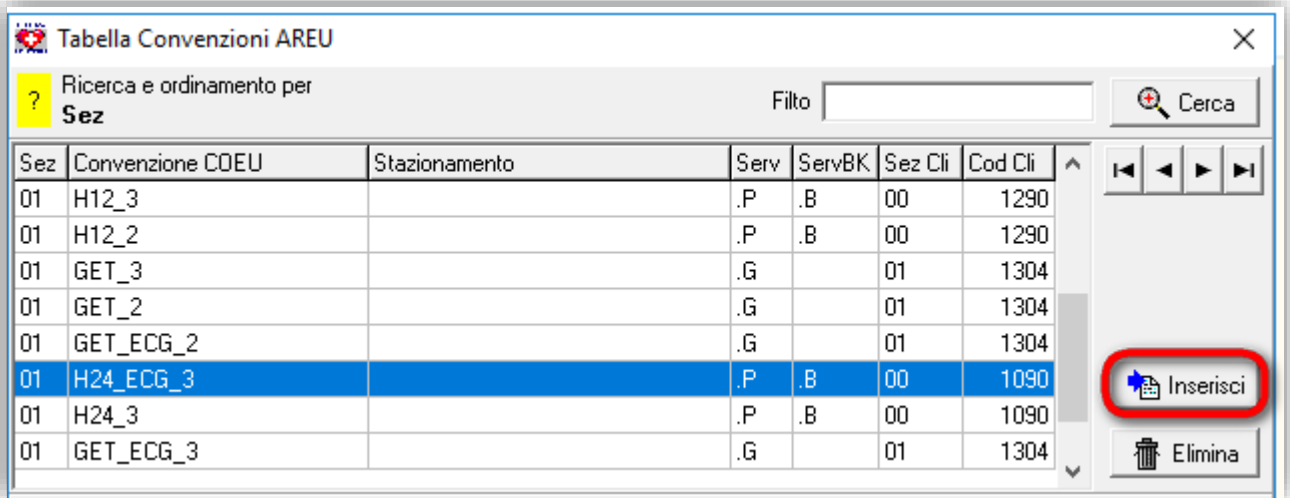 Tabella Convenzioni AREU
? Ricerca e ordinamento per
Sez
Filto
Cerca
Sez Convenzione COEU Stazionamento Serv ServBK Sez Cli Cod Cli
01 H12_3 .P .B 00 1290
01 H12_2 .P .B 00 1290
01 GET_3 .G 01 1304
01 GET_2 .G 01 1304
01 GET_ECG_2 .G 01 1304
01 H24_ECG_3 .P .B 00 1090
Inserisci
01 H24_3 .P .B 00 1090
01 GET_ECG_3 .G 01 1304
Elimina